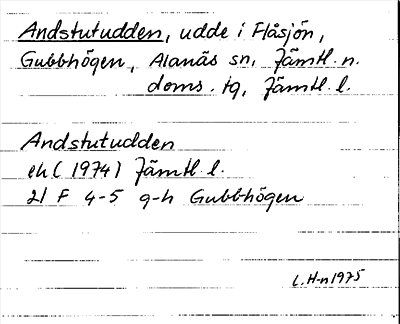 Andstutudden, udde i Flåsjön,
Gubbhögen, Alanäs sn, Jämtl. n.
doms. tg, Jämtl. l.
Andstutudden
ek (1974) Jämtl. l.
21 F 4-5 g-h Gubbhögen
L. H-n 1975